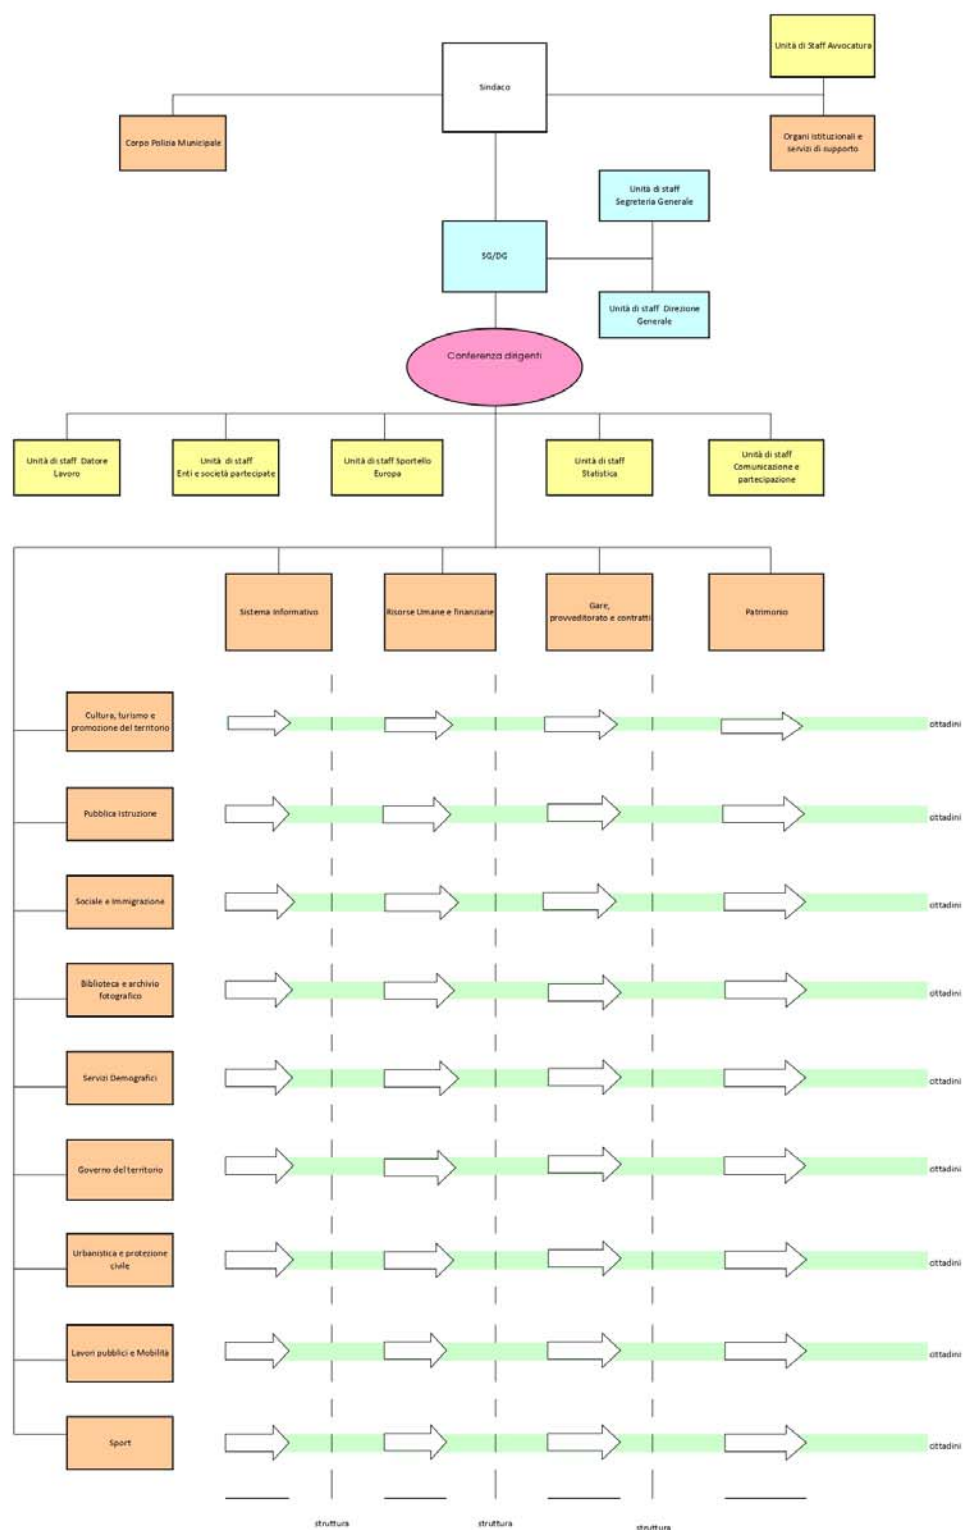 Unità di Staff Avvocatura
Sindaco
Corpo Polizia Municipale
Organi istituzionali e
servizi di supporto
Unità di staff
Segreteria Generale
SG/DG
Unità di staff Direzione
Generale
Conferenza dirigenti
Unità di staff Datore
Lavoro
Unità di staff
Enti e società partecipate
Unità di staff Sportello
Europa
Unità di staff
Statistica
Unità di staff
Comunicazione e
partecipazione
Sistema Informativo
Risorse Umane e finanziarie
Gare,
provveditorato e contratti
Patrimonio
Cultura, turismo e
promozione del territorio
cittadini
Pubblica Istruzione
cittadini
Sociale e Immigrazione
cittadini
Biblioteca e archivio
fotografico
cittadini
Servizi Demografici
cittadini
Governo del territorio
cittadini
Urbanistica e protezione
civile
cittadini
Lavori pubblici e Mobilità
cittadini
Sport
cittadini
struttura
struttura
struttura